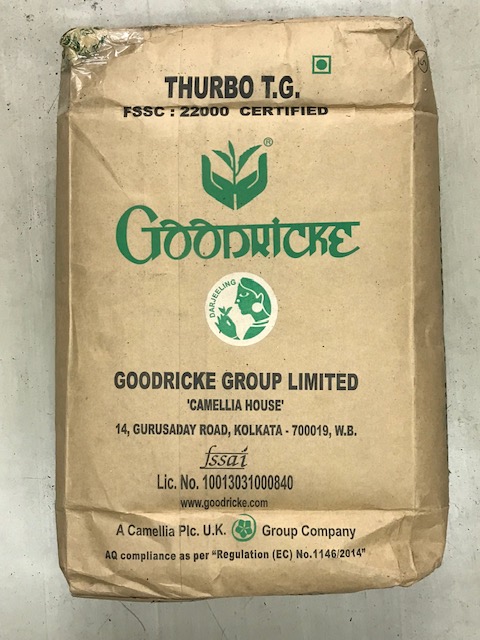 THURBO T.G.
FSSC : 22000 CERTIFIED
®
GOODRICKE
DARJEELING
GOODRICKE GROUP LIMITED
'CAMELLIA HOUSE'
14, GURUSADAY ROAD, KOLKATA - 700019, W.B.
fssai
Lic. No. 10013031000840
www.goodricke.com
A Camellia Plc. U.K. Group Company
AQ compliance as per "Regulation (EC) No.1146/2014"